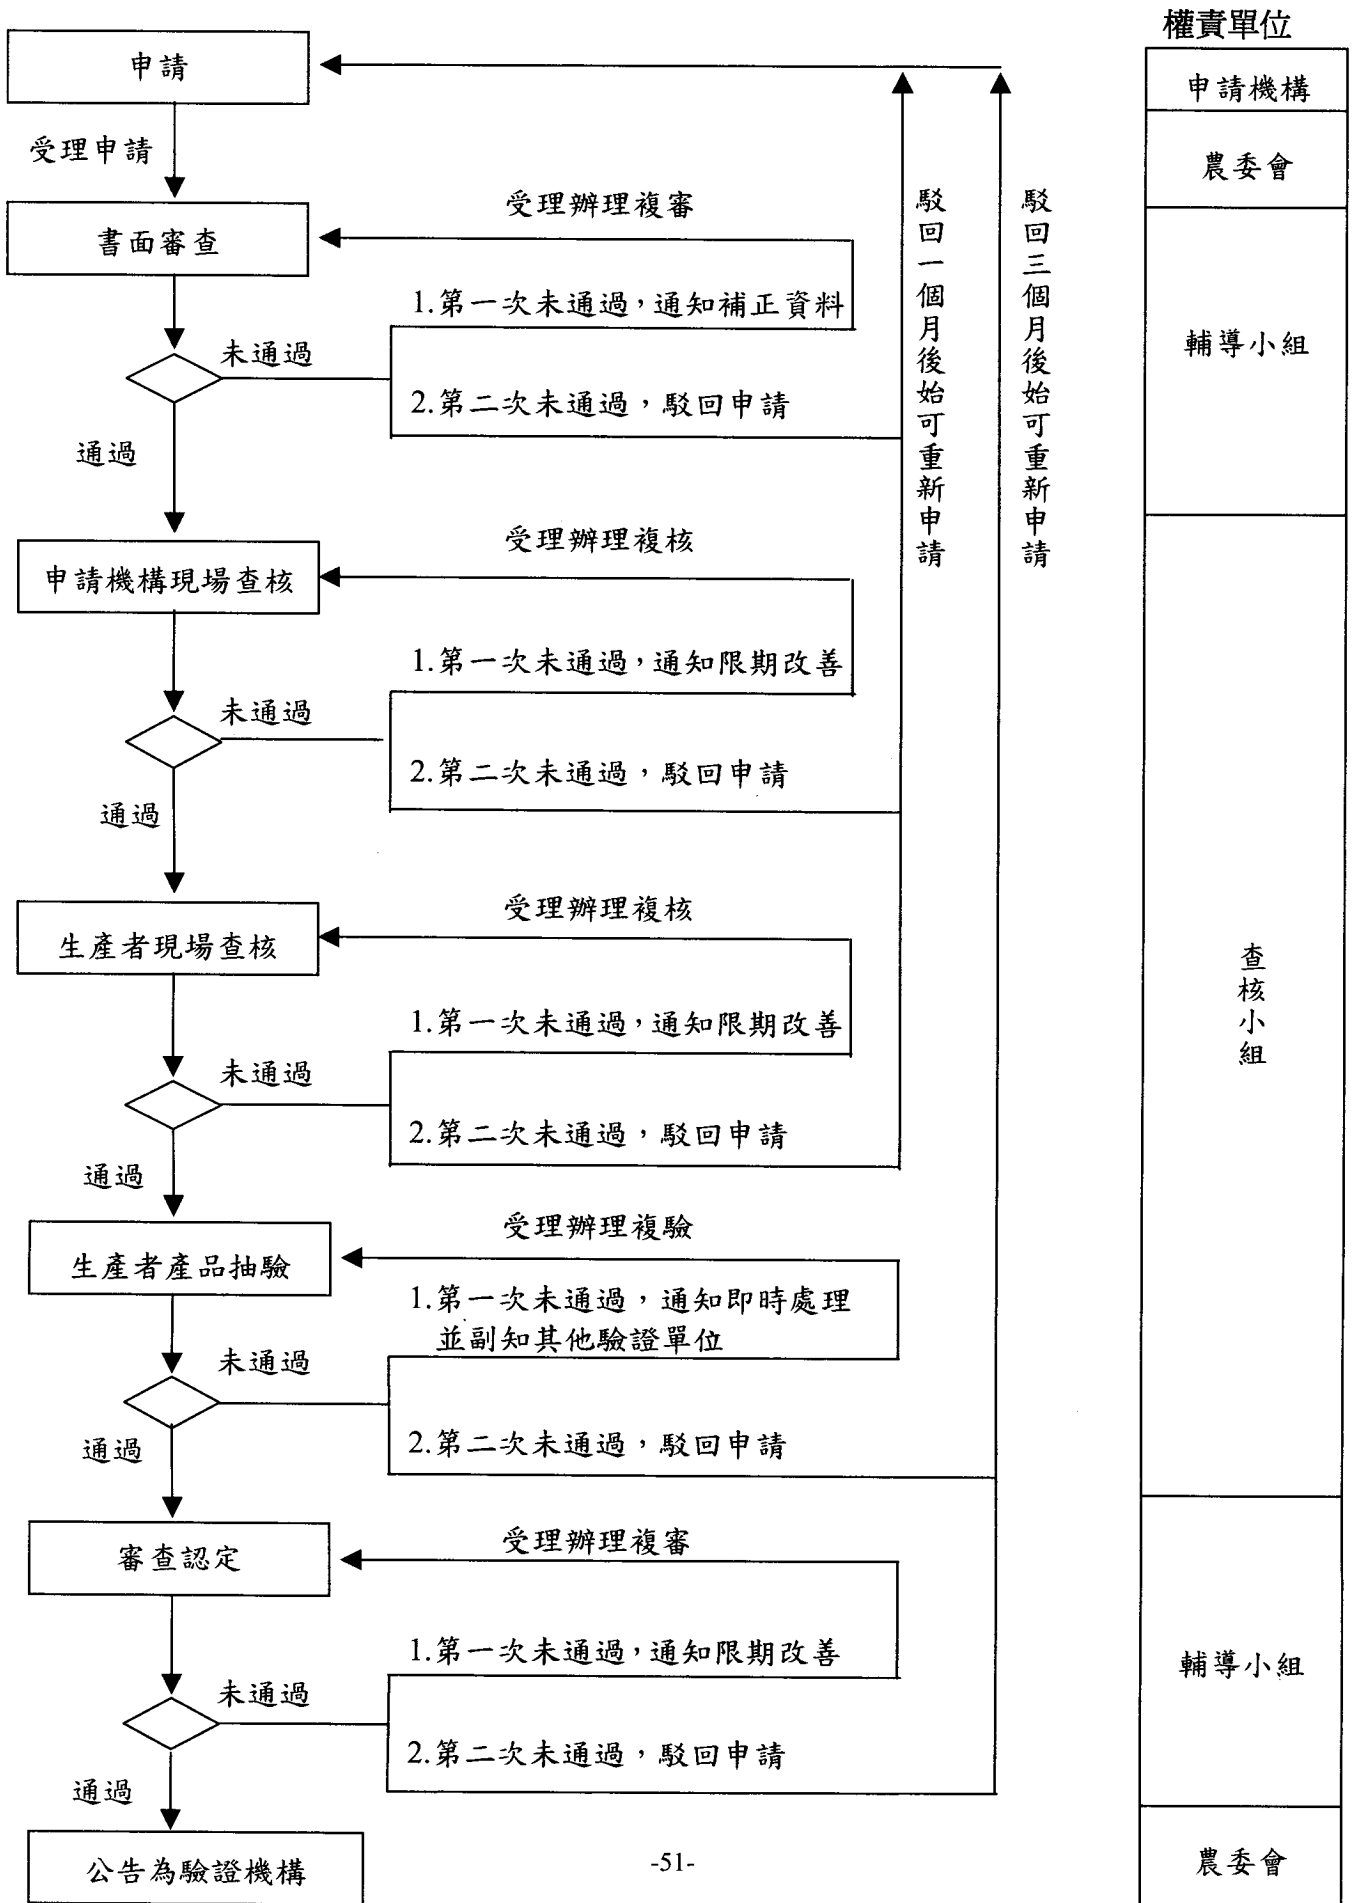 權責單位
申請
申請機構
受理申請
農委會
受理辦理複審
書面審查
駁回一個月後始可重新申請
駁回三個月後始可重新申請
1.第一次未通過，通知補正資料
未通過
輔導小組
2.第二次未通過，駁回申請
通過
受理辦理複核
申請機構現場查核
1.第一次未通過，通知限期改善
未通過
2.第二次未通過，駁回申請
通過
受理辦理複核
生產者現場查核
查核小組
1.第一次未通過，通知限期改善
未通過
2.第二次未通過，駁回申請
通過
受理辦理複驗
生產者產品抽驗
1.第一次未通過，通知即時處理
並副知其他驗證單位
未通過
2.第二次未通過，駁回申請
通過
受理辦理複審
審查認定
1.第一次未通過，通知限期改善
輔導小組
未通過
2.第二次未通過，駁回申請
通過
公告為驗證機構
-51-
農委會